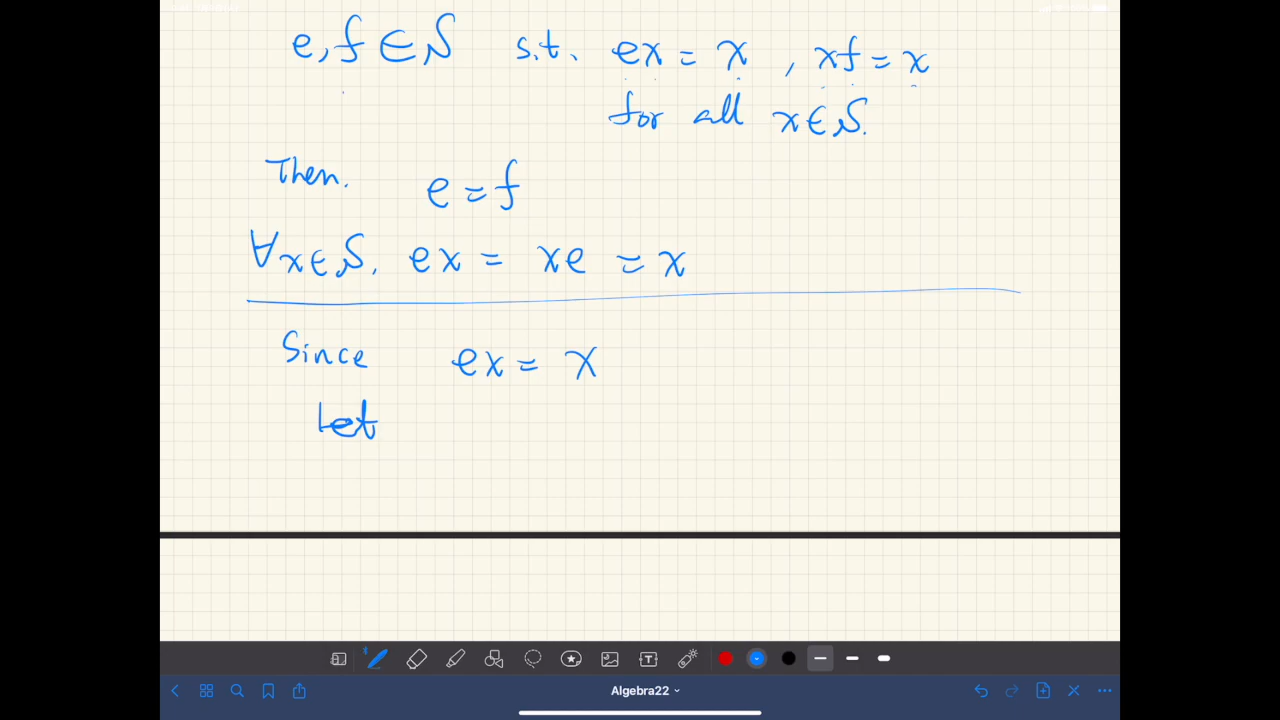 e, f ∈ S s.t. ex = x , xf = x
for all x ∈ S.
Then. e = f
∀x ∈ S, ex = xe = x
Since ex = x
Let
Algebra22